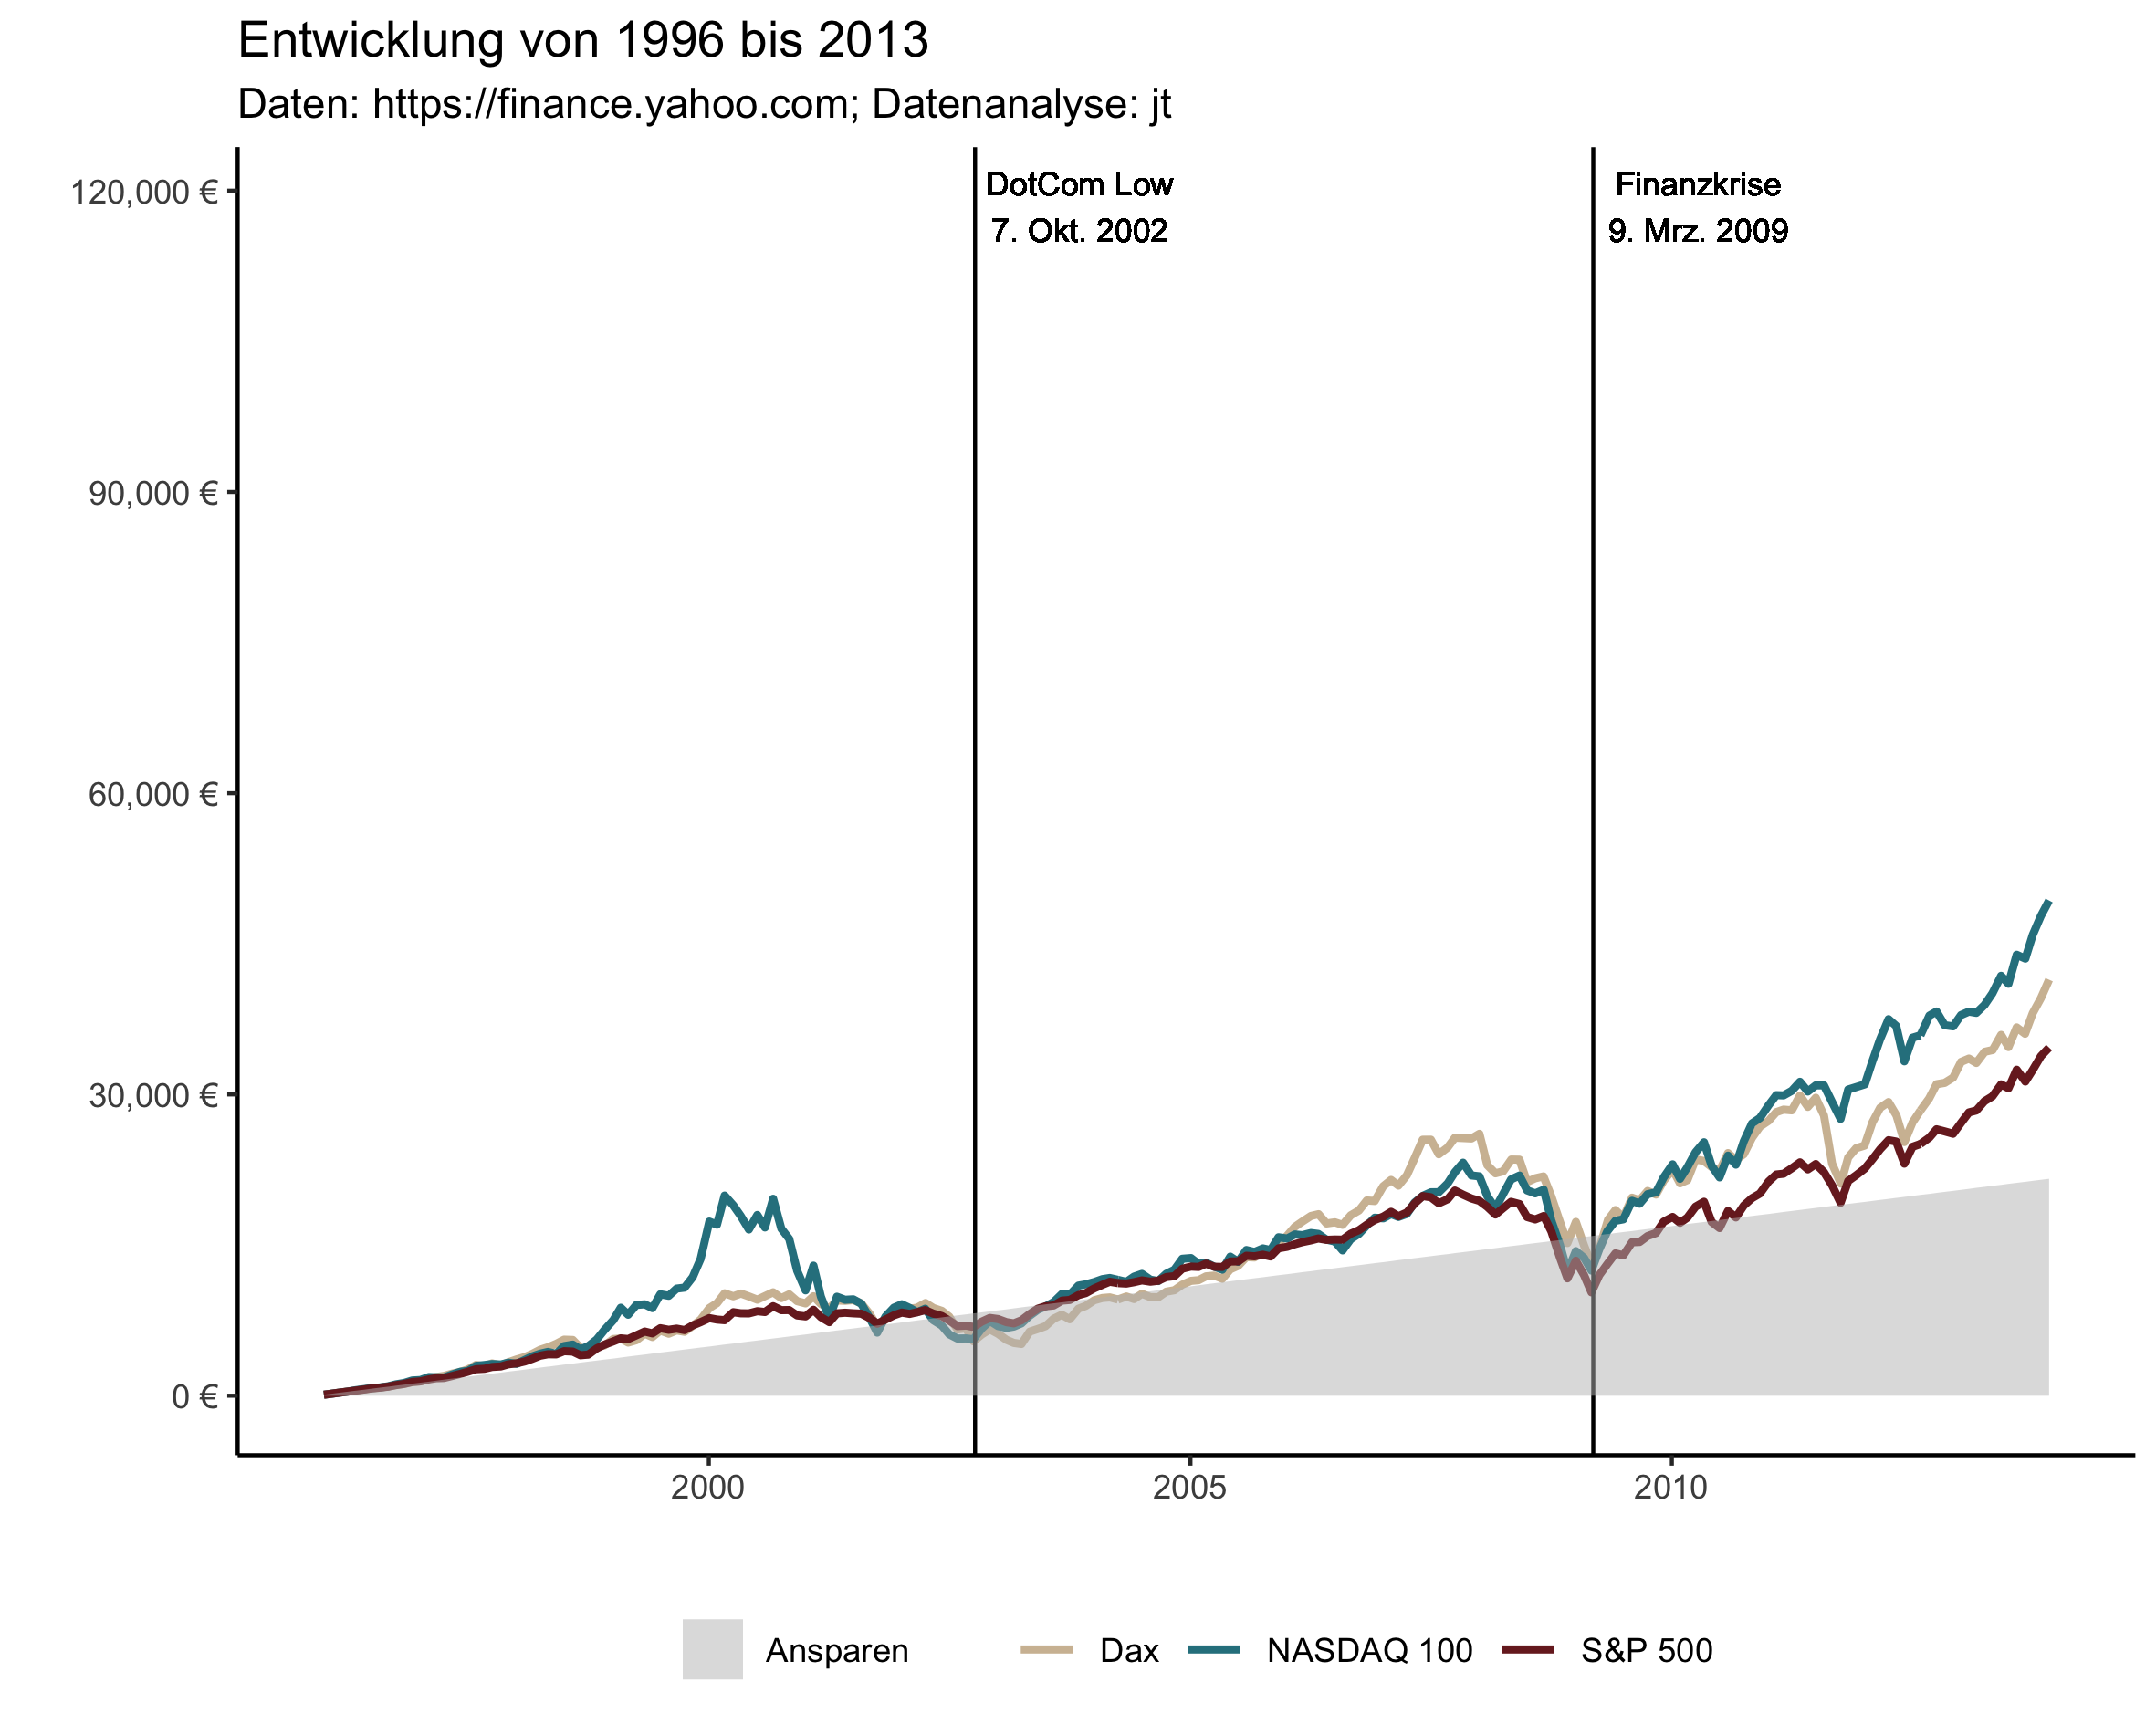 Entwicklung von 1996 bis 2013
Daten: https://finance.yahoo.com; Datenanalyse: jt
120,000 €
90,000 €
60,000 €
30,000 €
0 €
DotCom Low
7. Okt. 2002
Finanzkrise
9. Mrz. 2009
2000
2005
2010
Ansparen
Dax
NASDAQ 100
S&P 500